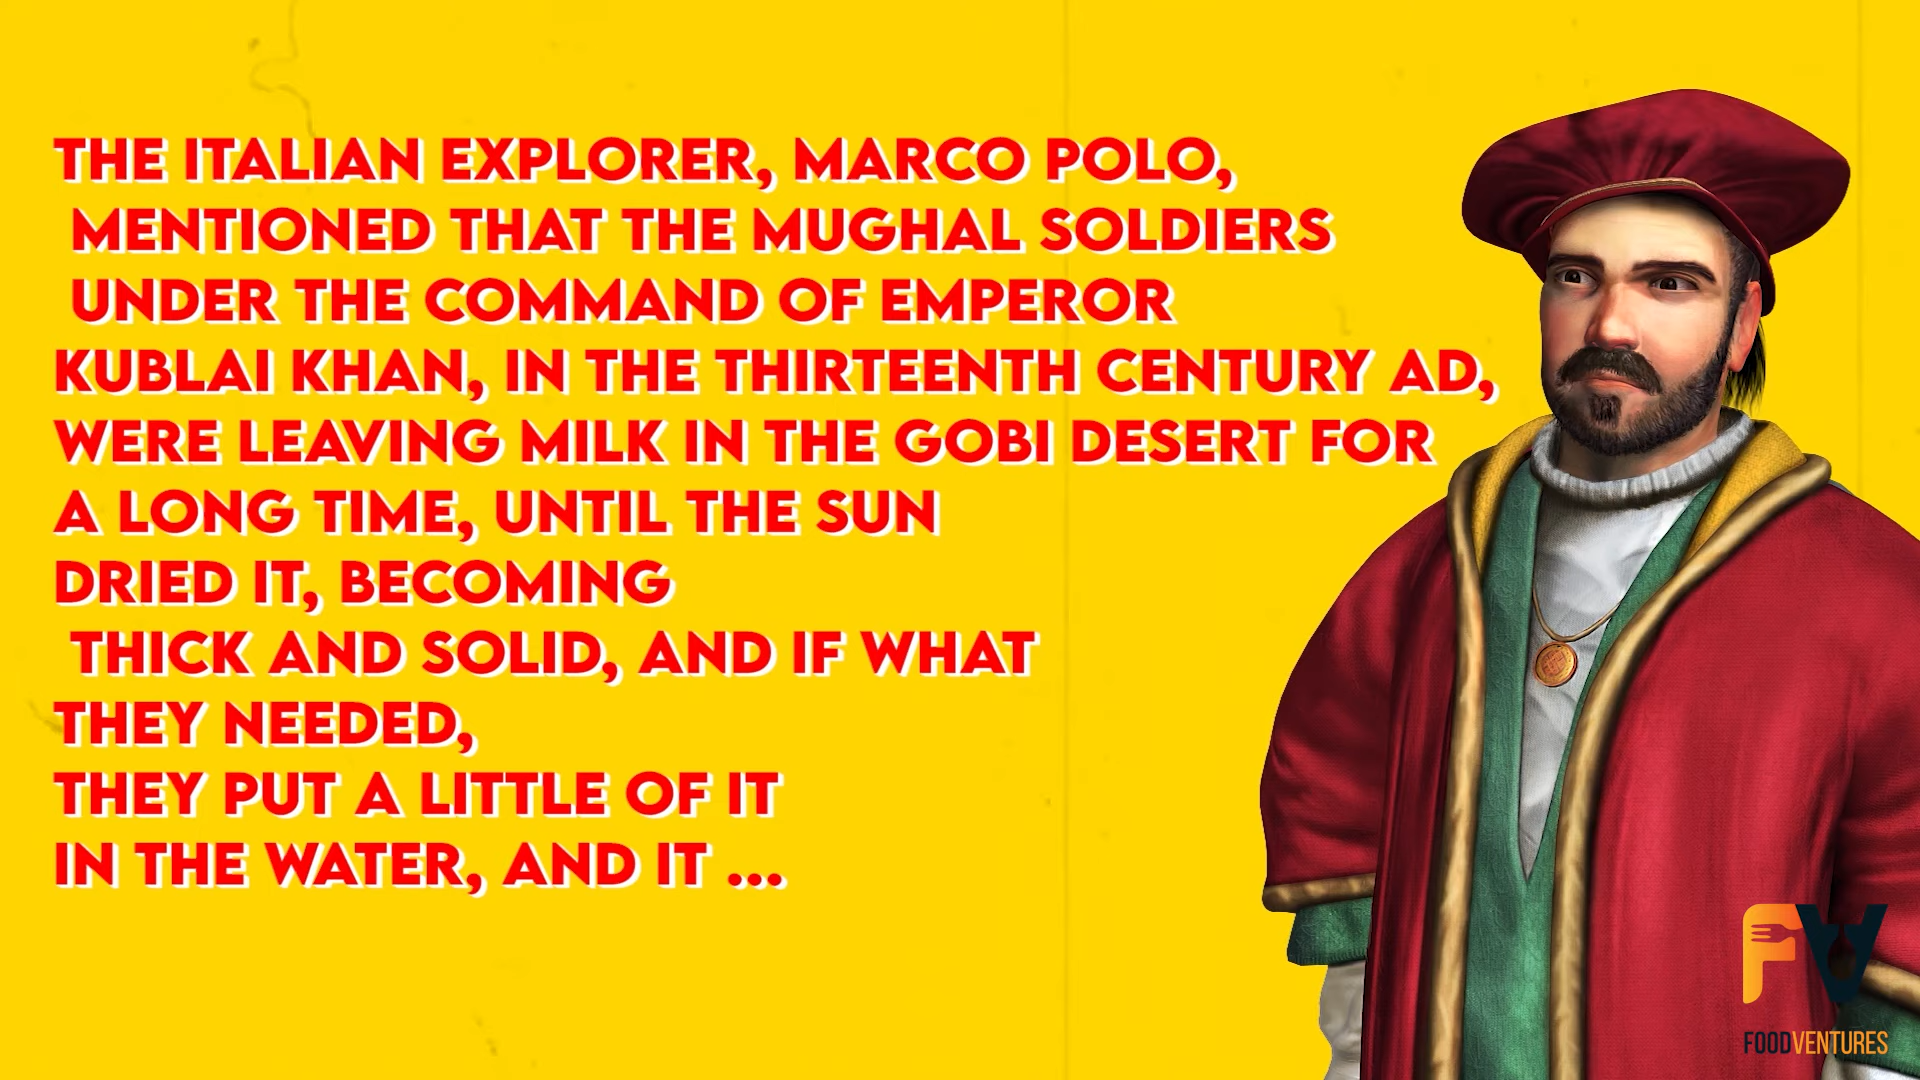 THE ITALIAN EXPLORER, MARCO POLO,
MENTIONED THAT THE MUGHAL SOLDIERS
UNDER THE COMMAND OF EMPEROR
KUBLAI KHAN, IN THE THIRTEENTH CENTURY AD,
WERE LEAVING MILK IN THE GOBI DESERT FOR
A LONG TIME, UNTIL THE SUN
DRIED IT, BECOMING
THICK AND SOLID, AND IF WHAT
THEY NEEDED,
THEY PUT A LITTLE OF IT
IN THE WATER, AND IT ...
FV
FOODVENTURES